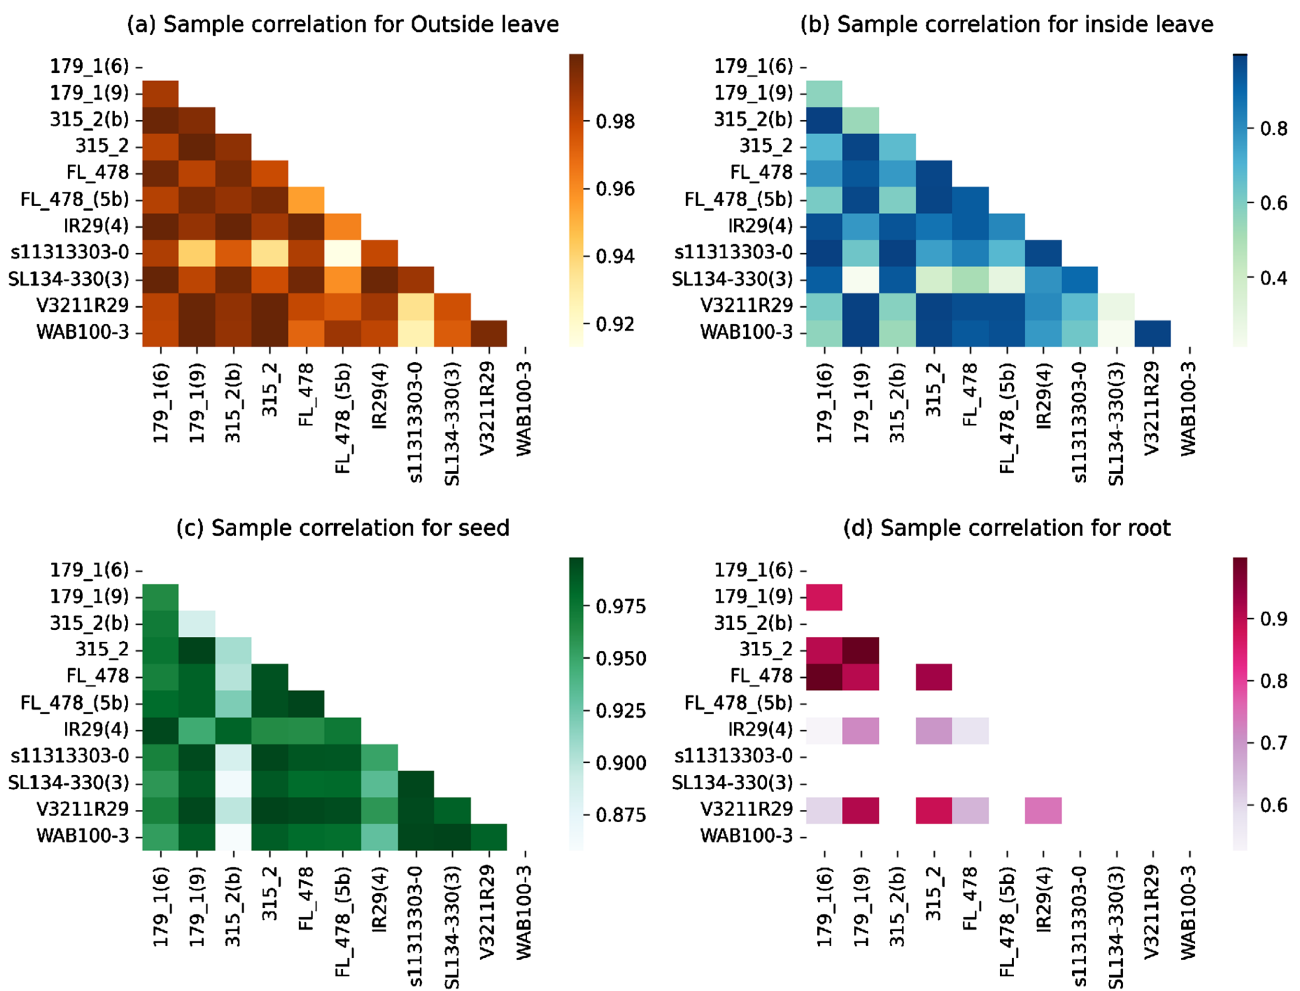 (a) Sample correlation for Outside leave
179_1(6)
179_1(9)
315_2(b)
315_2
FL_478
FL_478_(5b)
IR29(4)
s11313303-0
SL134-330(3)
V3211R29
WAB100-3
0.98
0.96
0.94
0.92
179_1(6)
179_1(9)
315_2(b)
315_2
FL_478
FL_478_(5b)
IR29(4)
s11313303-0
SL134-330(3)
V3211R29
WAB100-3
(b) Sample correlation for inside leave
179_1(6)
179_1(9)
315_2(b)
315_2
FL_478
FL_478_(5b)
IR29(4)
s11313303-0
SL134-330(3)
V3211R29
WAB100-3
0.8
0.6
0.4
179_1(6)
179_1(9)
315_2(b)
315_2
FL_478
FL_478_(5b)
IR29(4)
s11313303-0
SL134-330(3)
V3211R29
WAB100-3
(c) Sample correlation for seed
179_1(6)
179_1(9)
315_2(b)
315_2
FL_478
FL_478_(5b)
IR29(4)
s11313303-0
SL134-330(3)
V3211R29
WAB100-3
0.975
0.950
0.925
0.900
0.875
179_1(6)
179_1(9)
315_2(b)
315_2
FL_478
FL_478_(5b)
IR29(4)
s11313303-0
SL134-330(3)
V3211R29
WAB100-3
(d) Sample correlation for root
179_1(6)
179_1(9)
315_2(b)
315_2
FL_478
FL_478_(5b)
IR29(4)
s11313303-0
SL134-330(3)
V3211R29
WAB100-3
0.9
0.8
0.7
0.6
179_1(6)
179_1(9)
315_2(b)
315_2
FL_478
FL_478_(5b)
IR29(4)
s11313303-0
SL134-330(3)
V3211R29
WAB100-3